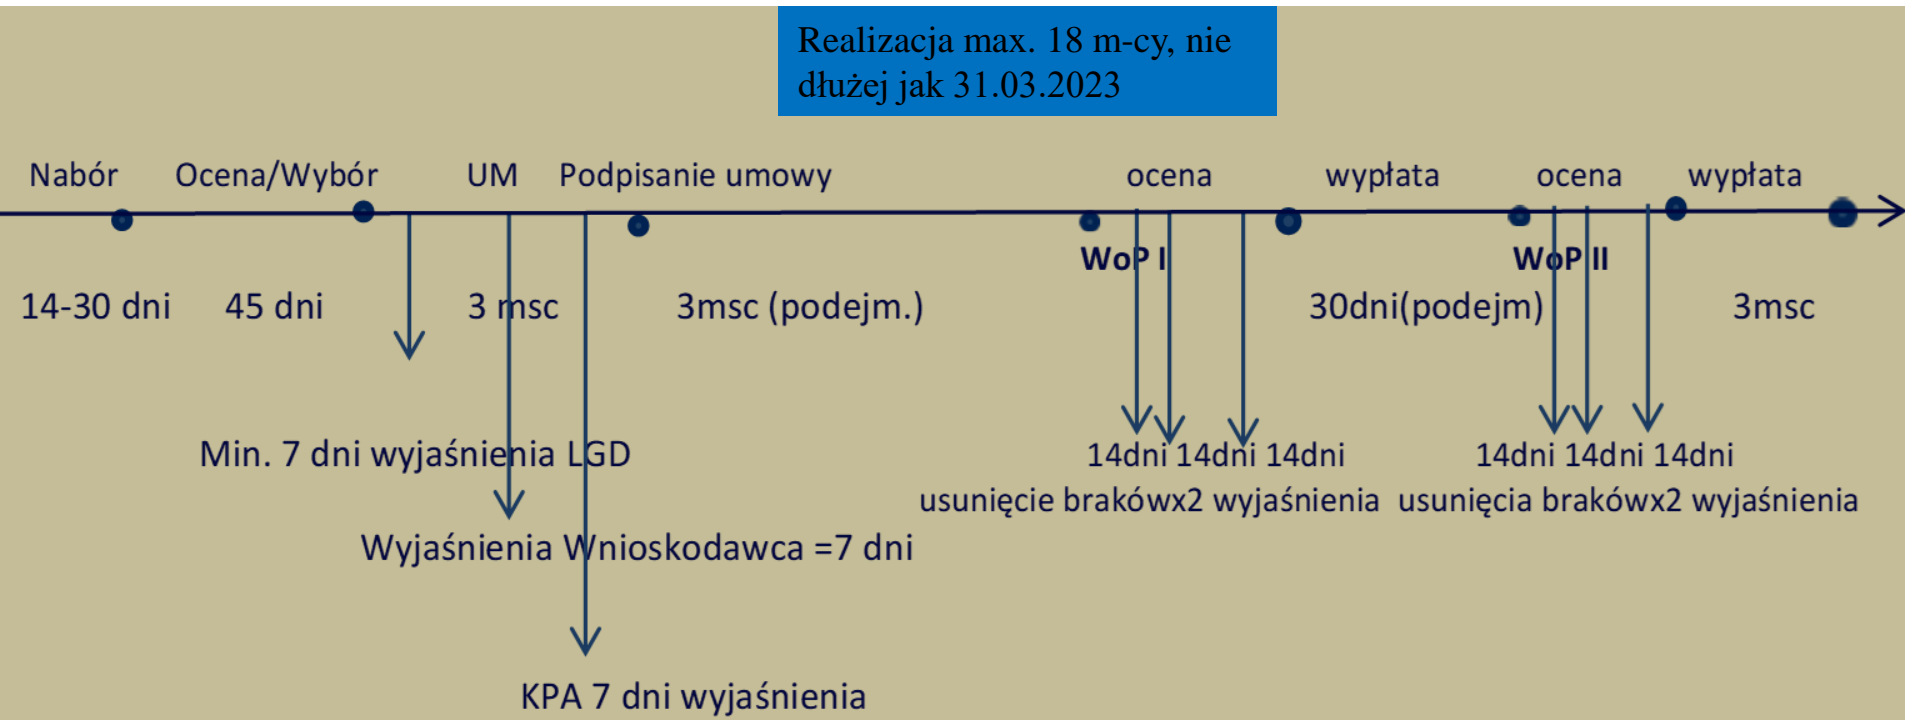 Realizacja max. 18 m-cy, nie
dłużej jak 31.03.2023
Nabór Ocena/Wybór UM Podpisanie umowy ocena wypłata ocena wypłata
WoP I WoP II
14-30 dni 45 dni 3 msc 3msc (podejm.) 30dni(podejm) 3msc
Min. 7 dni wyjaśnienia LGD 14dni 14dni 14dni 14dni 14dni 14dni
usunięcie brakówx2 wyjaśnienia usunięcia brakówx2 wyjaśnienia
Wyjaśnienia Wnioskodawca =7 dni
KPA 7 dni wyjaśnienia